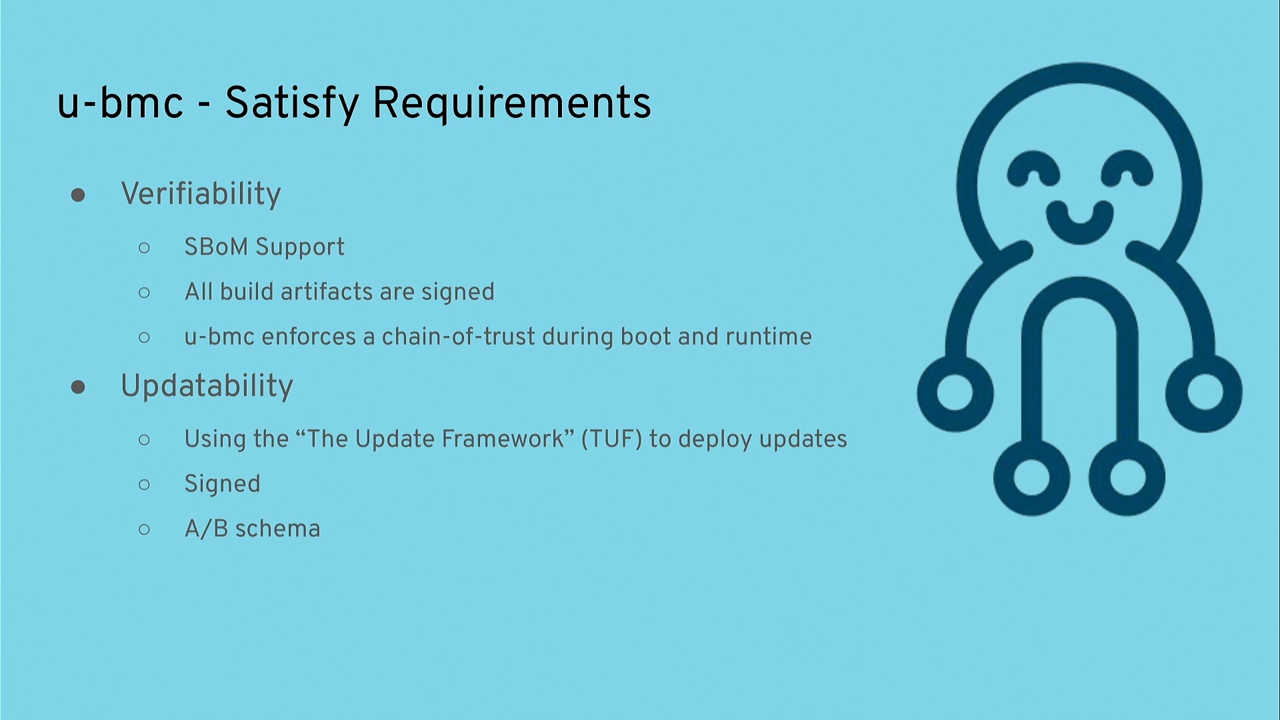 u-bmc - Satisfy Requirements
● Verifiability
○ SBoM Support
○ All build artifacts are signed
○ u-bmc enforces a chain-of-trust during boot and runtime
● Updatability
○ Using the “The Update Framework” (TUF) to deploy updates
○ Signed
○ A/B schema